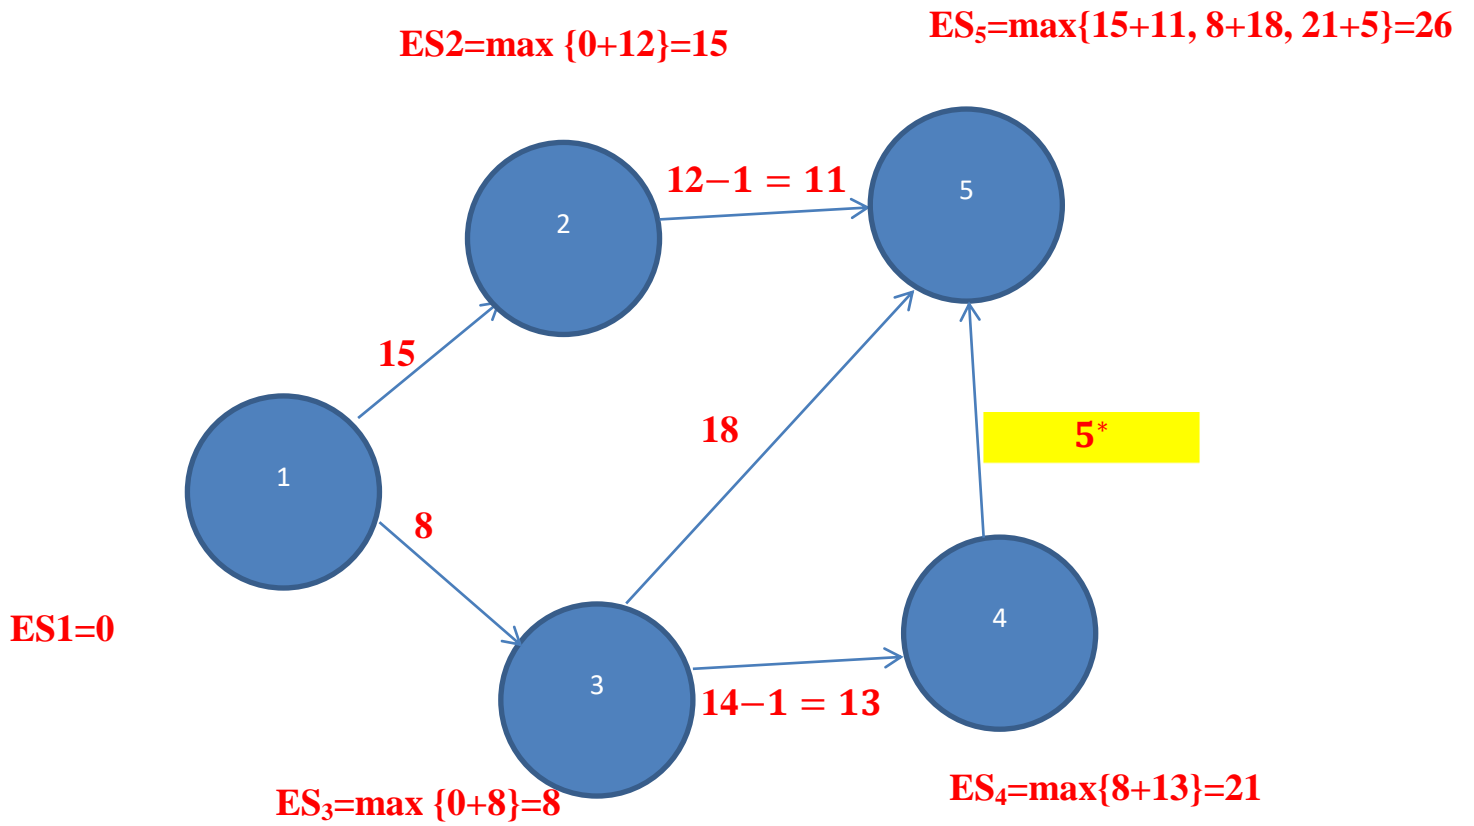 ES₅=max{15+11, 8+18, 21+5}=26
ES2=max {0+12}=15
12−1 = 11
5
2
15
18
5*
1
8
ES1=0
4
3
14−1 = 13
ES₄=max{8+13}=21
ES₃=max {0+8}=8